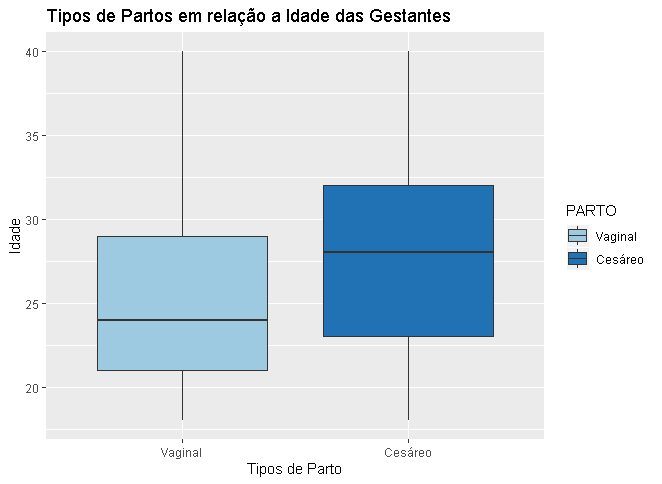 Tipos de Partos em relação a Idade das Gestantes
40
35
30
25
20
Idade
Vaginal
Cesáreo
Tipos de Parto
PARTO
Vaginal
Cesáreo